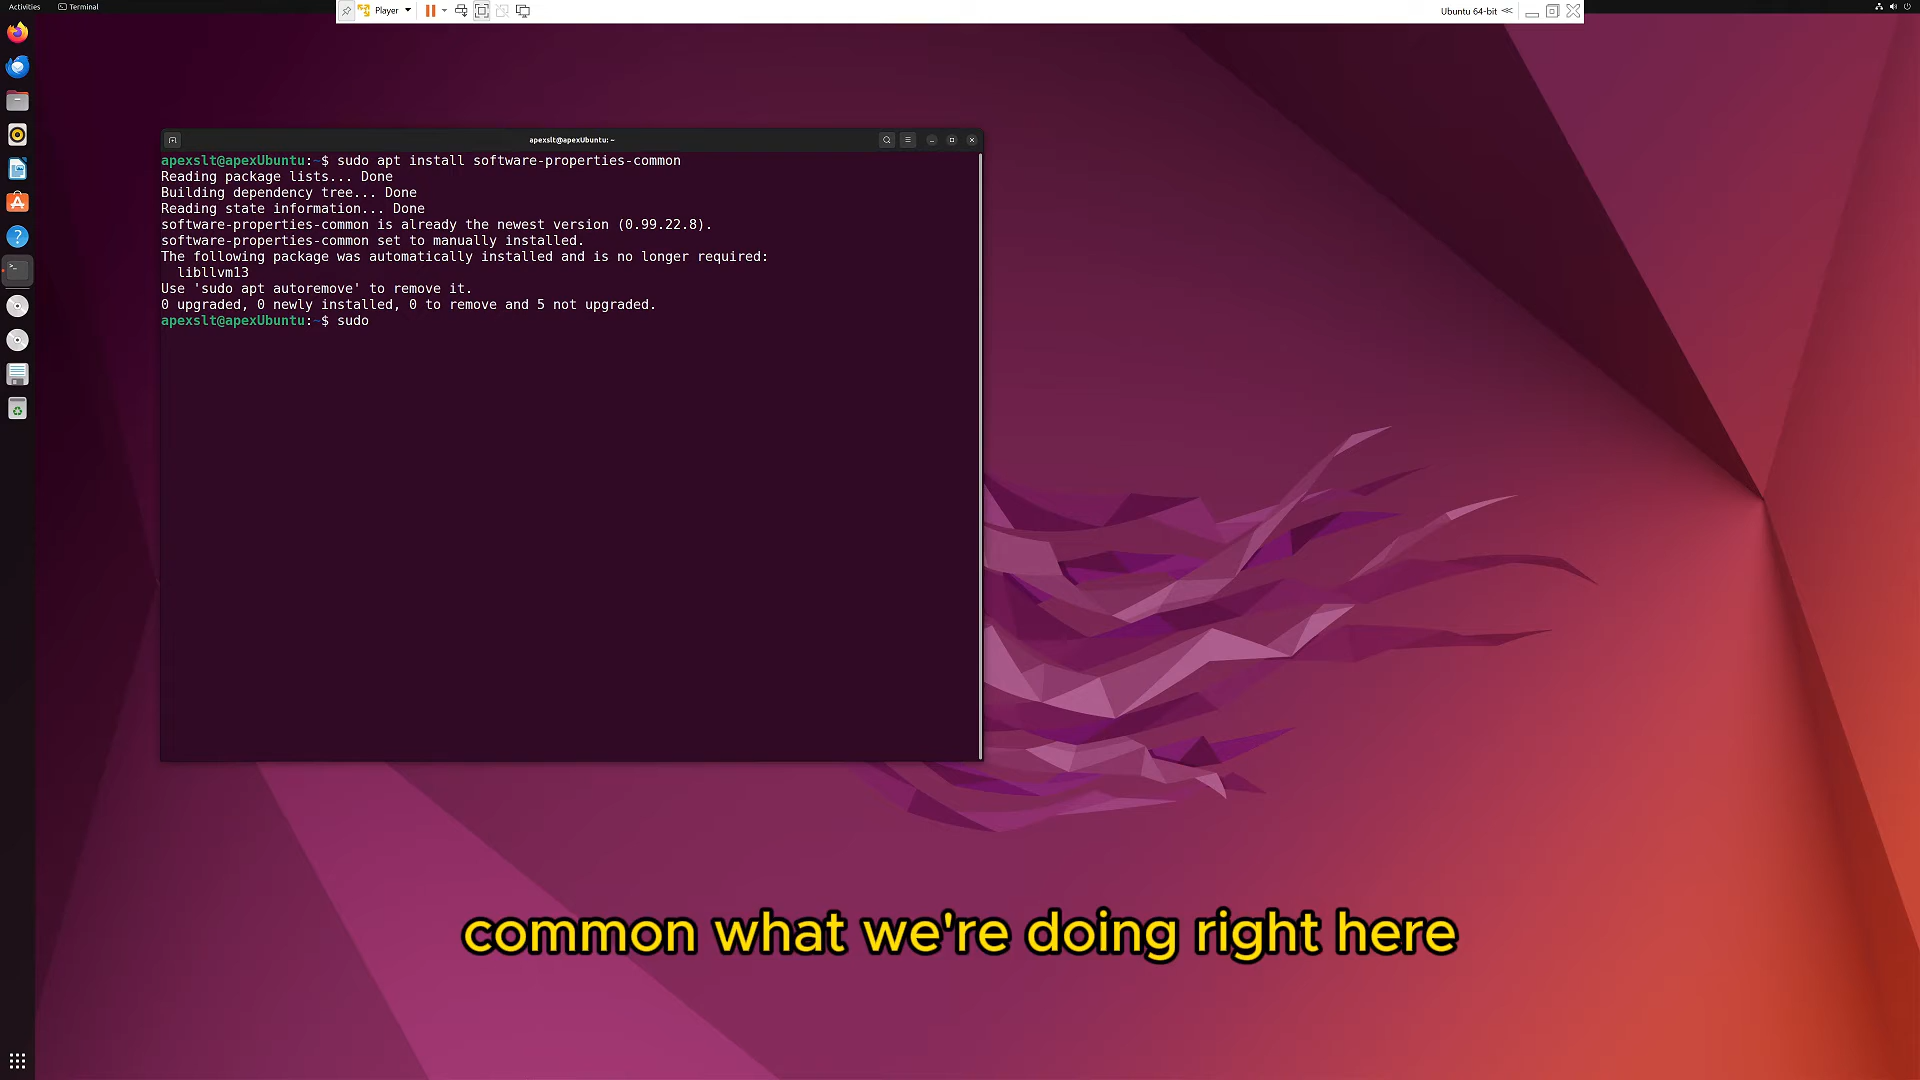 Activities
Terminal
Player
Ubuntu 64-bit
apexslt@apexUbuntu: ~
apexslt@apexUbuntu:~$ sudo apt install software-properties-common
Reading package lists... Done
Building dependency tree... Done
Reading state information... Done
software-properties-common is already the newest version (0.99.22.8).
software-properties-common set to manually installed.
The following package was automatically installed and is no longer required:
libllvm13
Use 'sudo apt autoremove' to remove it.
0 upgraded, 0 newly installed, 0 to remove and 5 not upgraded.
apexslt@apexUbuntu:~$ sudo
common what we're doing right here